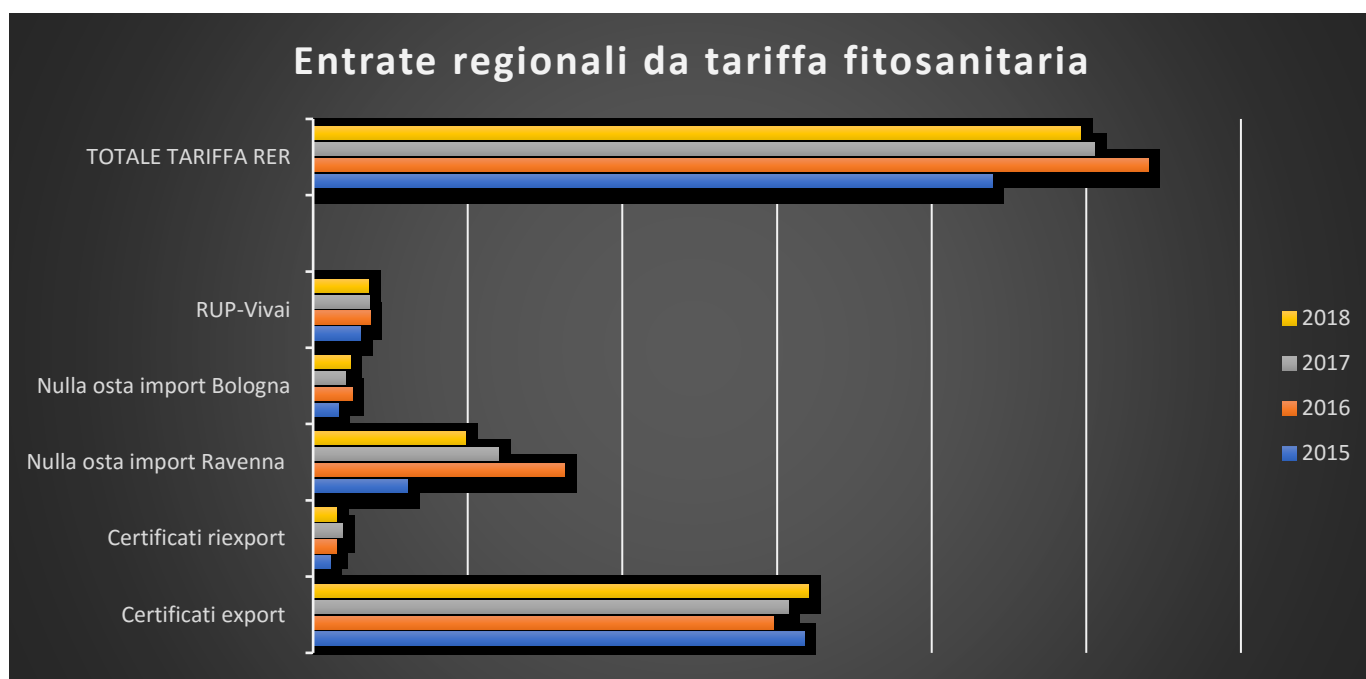 Entrate regionali da tariffa fitosanitaria
TOTALE TARIFFA RER
RUP-Vivai
Nulla osta import Bologna
Nulla osta import Ravenna
Certificati riexport
Certificati export
2018
2017
2016
2015